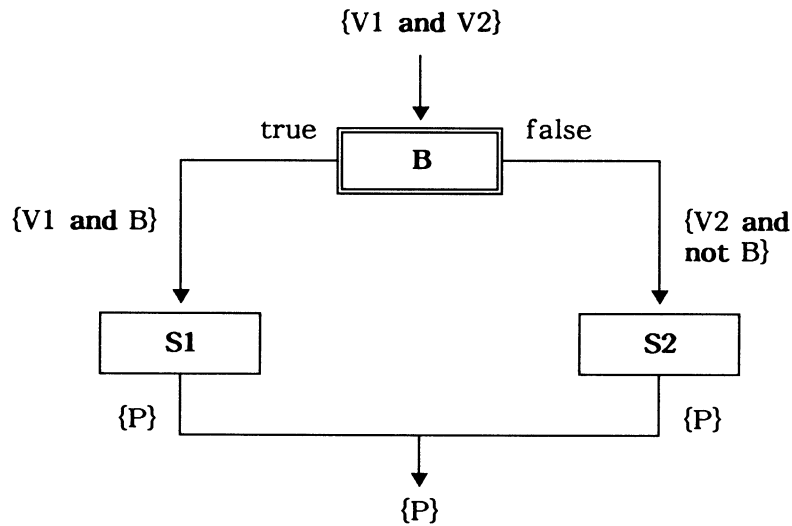 {V1 and V2}
true
false
B
{V1 and B}
{V2 and
not B}
S1
S2
{P}
{P}
{P}